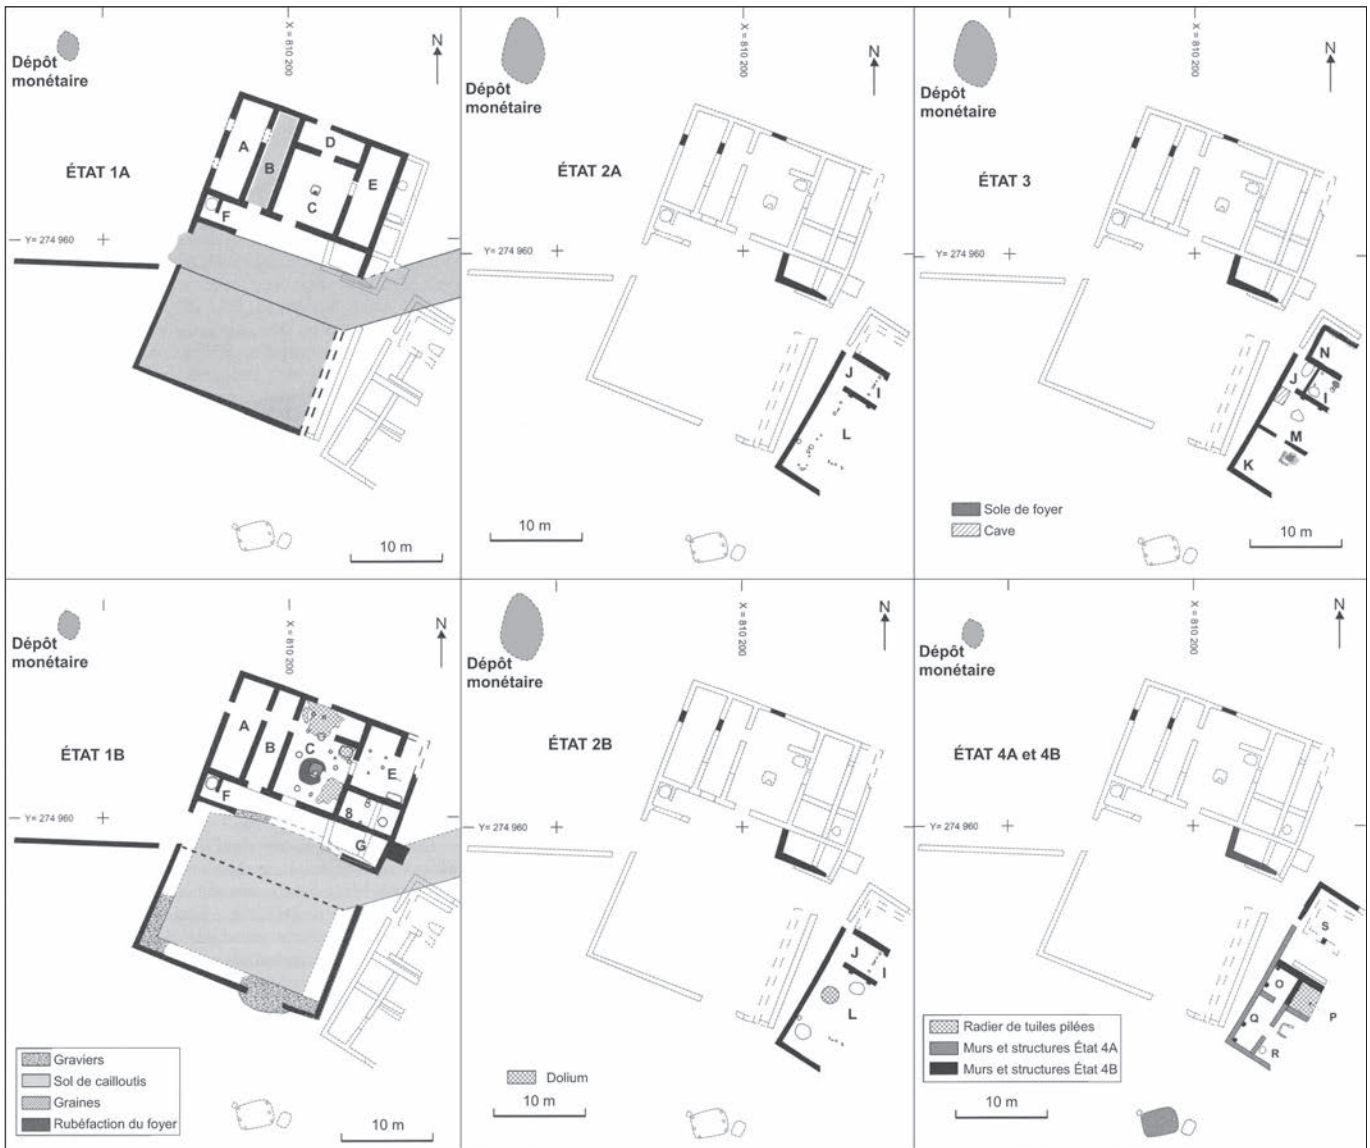 N
X = 810 200
Dépôt
monétaire
ÉTAT 1A
A
B
C
D
E
F
Y= 274 960
10 m
N
X = 810 200
Dépôt
monétaire
ÉTAT 2A
Y= 274 960
J
I
L
10 m
N
X = 810 200
Dépôt
monétaire
ÉTAT 3
Y= 274 960
N
J
I
M
K
Sole de foyer
Cave
10 m
N
X = 810 200
Dépôt
monétaire
ÉTAT 1B
A
B
C
E
F
8
G
Y= 274 960
Graviers
Sol de cailloutis
Graines
Rubéfaction du foyer
10 m
N
X = 810 200
Dépôt
monétaire
ÉTAT 2B
Y= 274 960
J
I
L
Dolium
10 m
N
X = 810 200
Dépôt
monétaire
ÉTAT 4A et 4B
Y= 274 960
S
O
P
Q
R
Radier de tuiles pilées
Murs et structures État 4A
Murs et structures État 4B
10 m